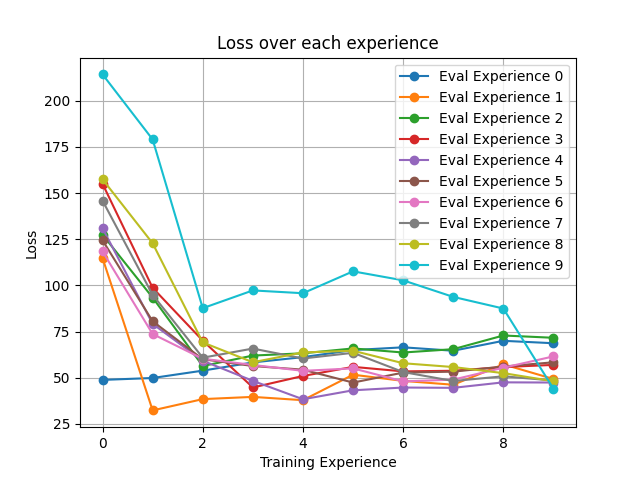 Loss over each experience
Loss
225
200
175
150
125
100
75
50
25
0
2
4
6
8
Training Experience
Eval Experience 0
Eval Experience 1
Eval Experience 2
Eval Experience 3
Eval Experience 4
Eval Experience 5
Eval Experience 6
Eval Experience 7
Eval Experience 8
Eval Experience 9